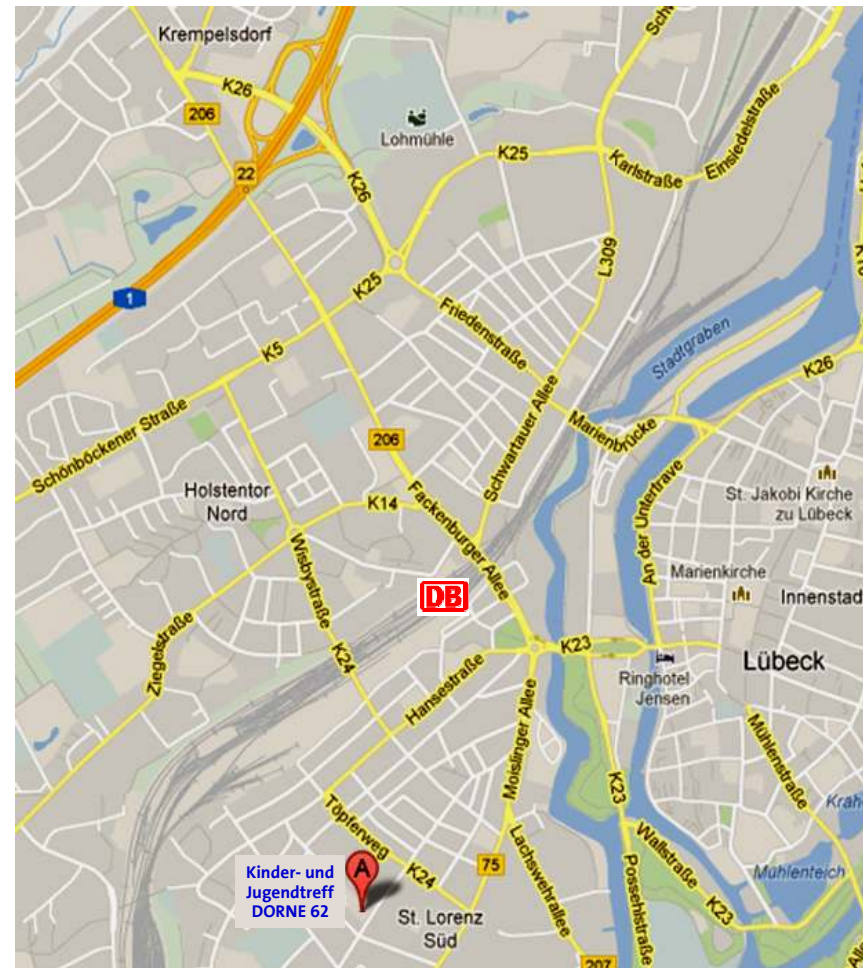 Krempelsdorf
K26
206
Lohmühle
22
K26
K25
Karlstraße
Einsiedelstraße
L309
1
K25
K5
Friedenstraße
Stadtgraben
K26
Schönböckener Straße
206
Schwartauer Allee
Marienbrücke
Holstentor
Nord
K14
Fackenburger Allee
An der Untertrave
St. Jakobi Kirche
zu Lübeck
Wisbystraße
Marienkirche
DB
Innenstad
Ziegelstraße
K24
K23
Hansestraße
Ringhotel
Jensen
Lübeck
Moislinger Allee
Mühlenstraße
K23
Töpferweg
Wallstraße
Krähe
Mühlenteich
Kinder- und
Jugendtreff
DORNE 62
A
K24
75
Lachswehrallee
Possehlstraße
K23
St. Lorenz
Süd
207